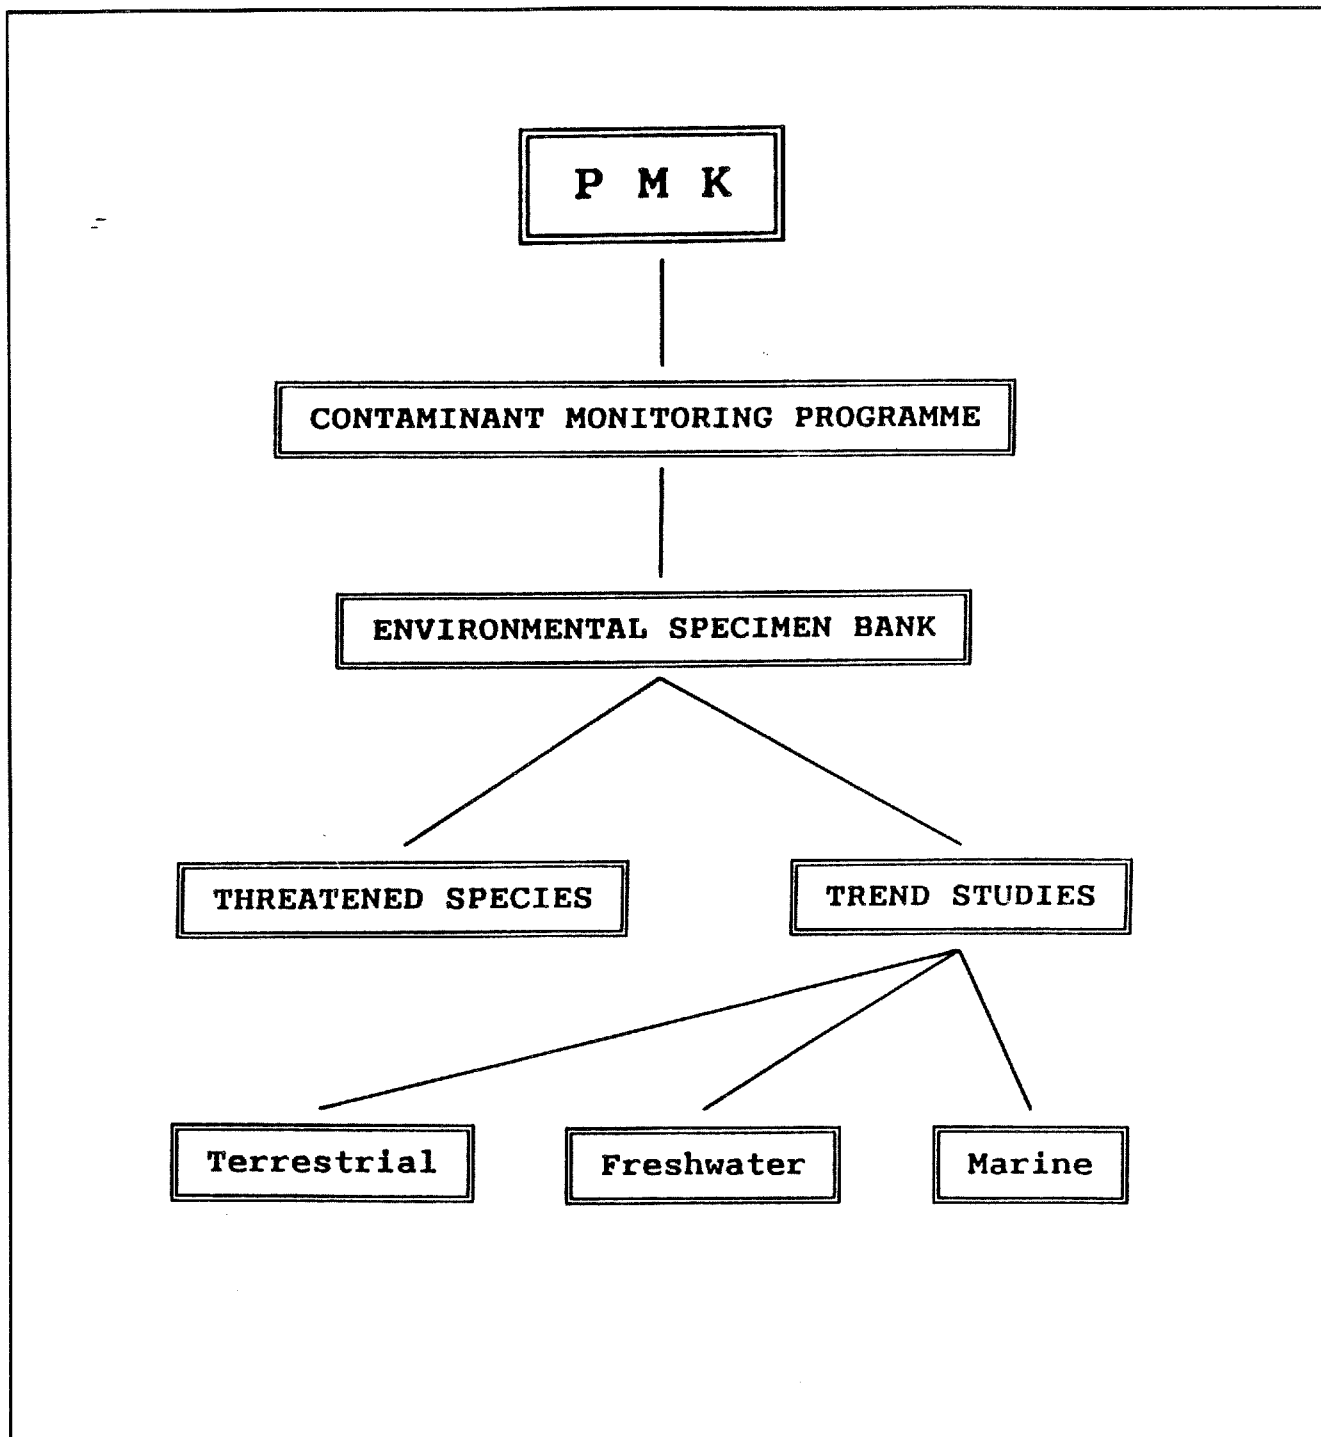 P M K
CONTAMINANT MONITORING PROGRAMME
ENVIRONMENTAL SPECIMEN BANK
THREATENED SPECIES
TREND STUDIES
Terrestrial
Freshwater
Marine